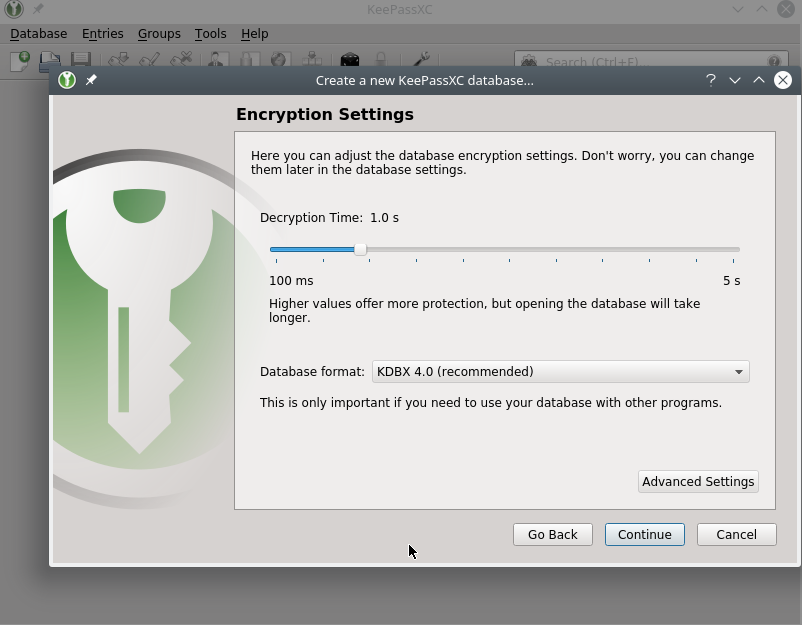 KeePassXC
Database Entries Groups Tools Help
Search (Ctrl+F)
Create a new KeePassXC database...
Encryption Settings
Here you can adjust the database encryption settings. Don't worry, you can change
them later in the database settings.
Decryption Time: 1.0 s
100 ms 5 s
Higher values offer more protection, but opening the database will take
longer.
Database format: KDBX 4.0 (recommended)
This is only important if you need to use your database with other programs.
Advanced Settings
Go Back Continue Cancel